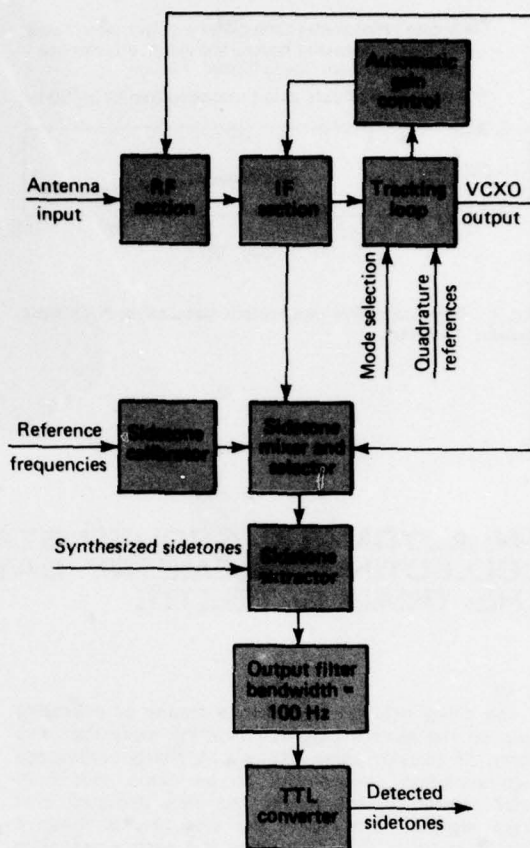 Automatic
gain
control
Antenna
input
RF
section
IF
section
Tracking
loop
VCXO
output
Mode selection
Quadrature
references
Reference
frequencies
Sidetone
calibrator
Sidetone
mixer and
selector
Synthesized sidetones
Sidetone
extractor
Output filter
bandwidth =
100 Hz
TTL
converter
Detected
sidetones